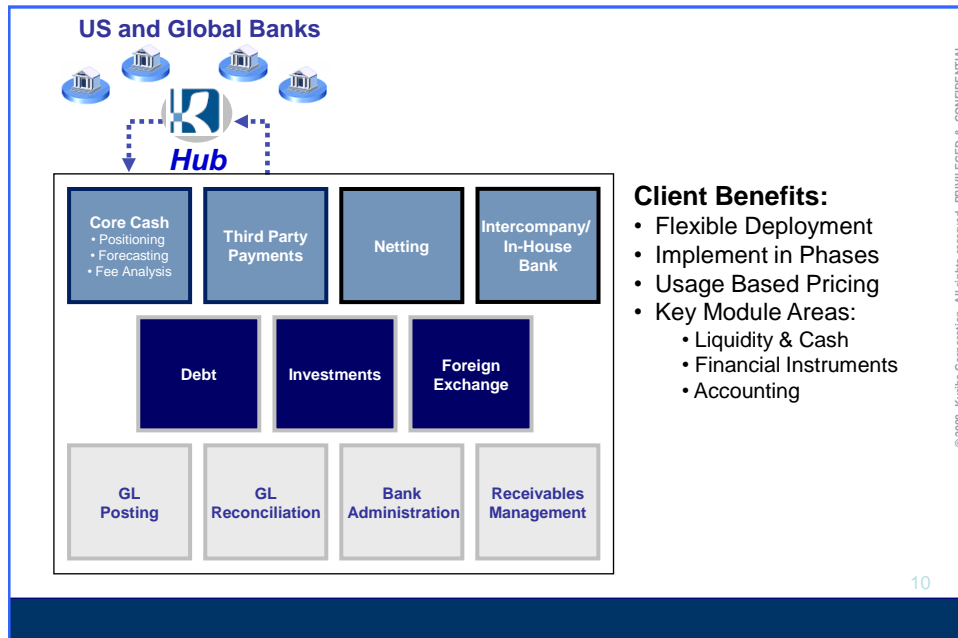 US and Global Banks
Hub
Core Cash
• Positioning
• Forecasting
• Fee Analysis
Third Party
Payments
Netting
Intercompany/
In-House
Bank
Debt
Investments
Foreign
Exchange
GL
Posting
GL
Reconciliation
Bank
Administration
Receivables
Management
Client Benefits:
• Flexible Deployment
• Implement in Phases
• Usage Based Pricing
• Key Module Areas:
• Liquidity & Cash
• Financial Instruments
• Accounting
10